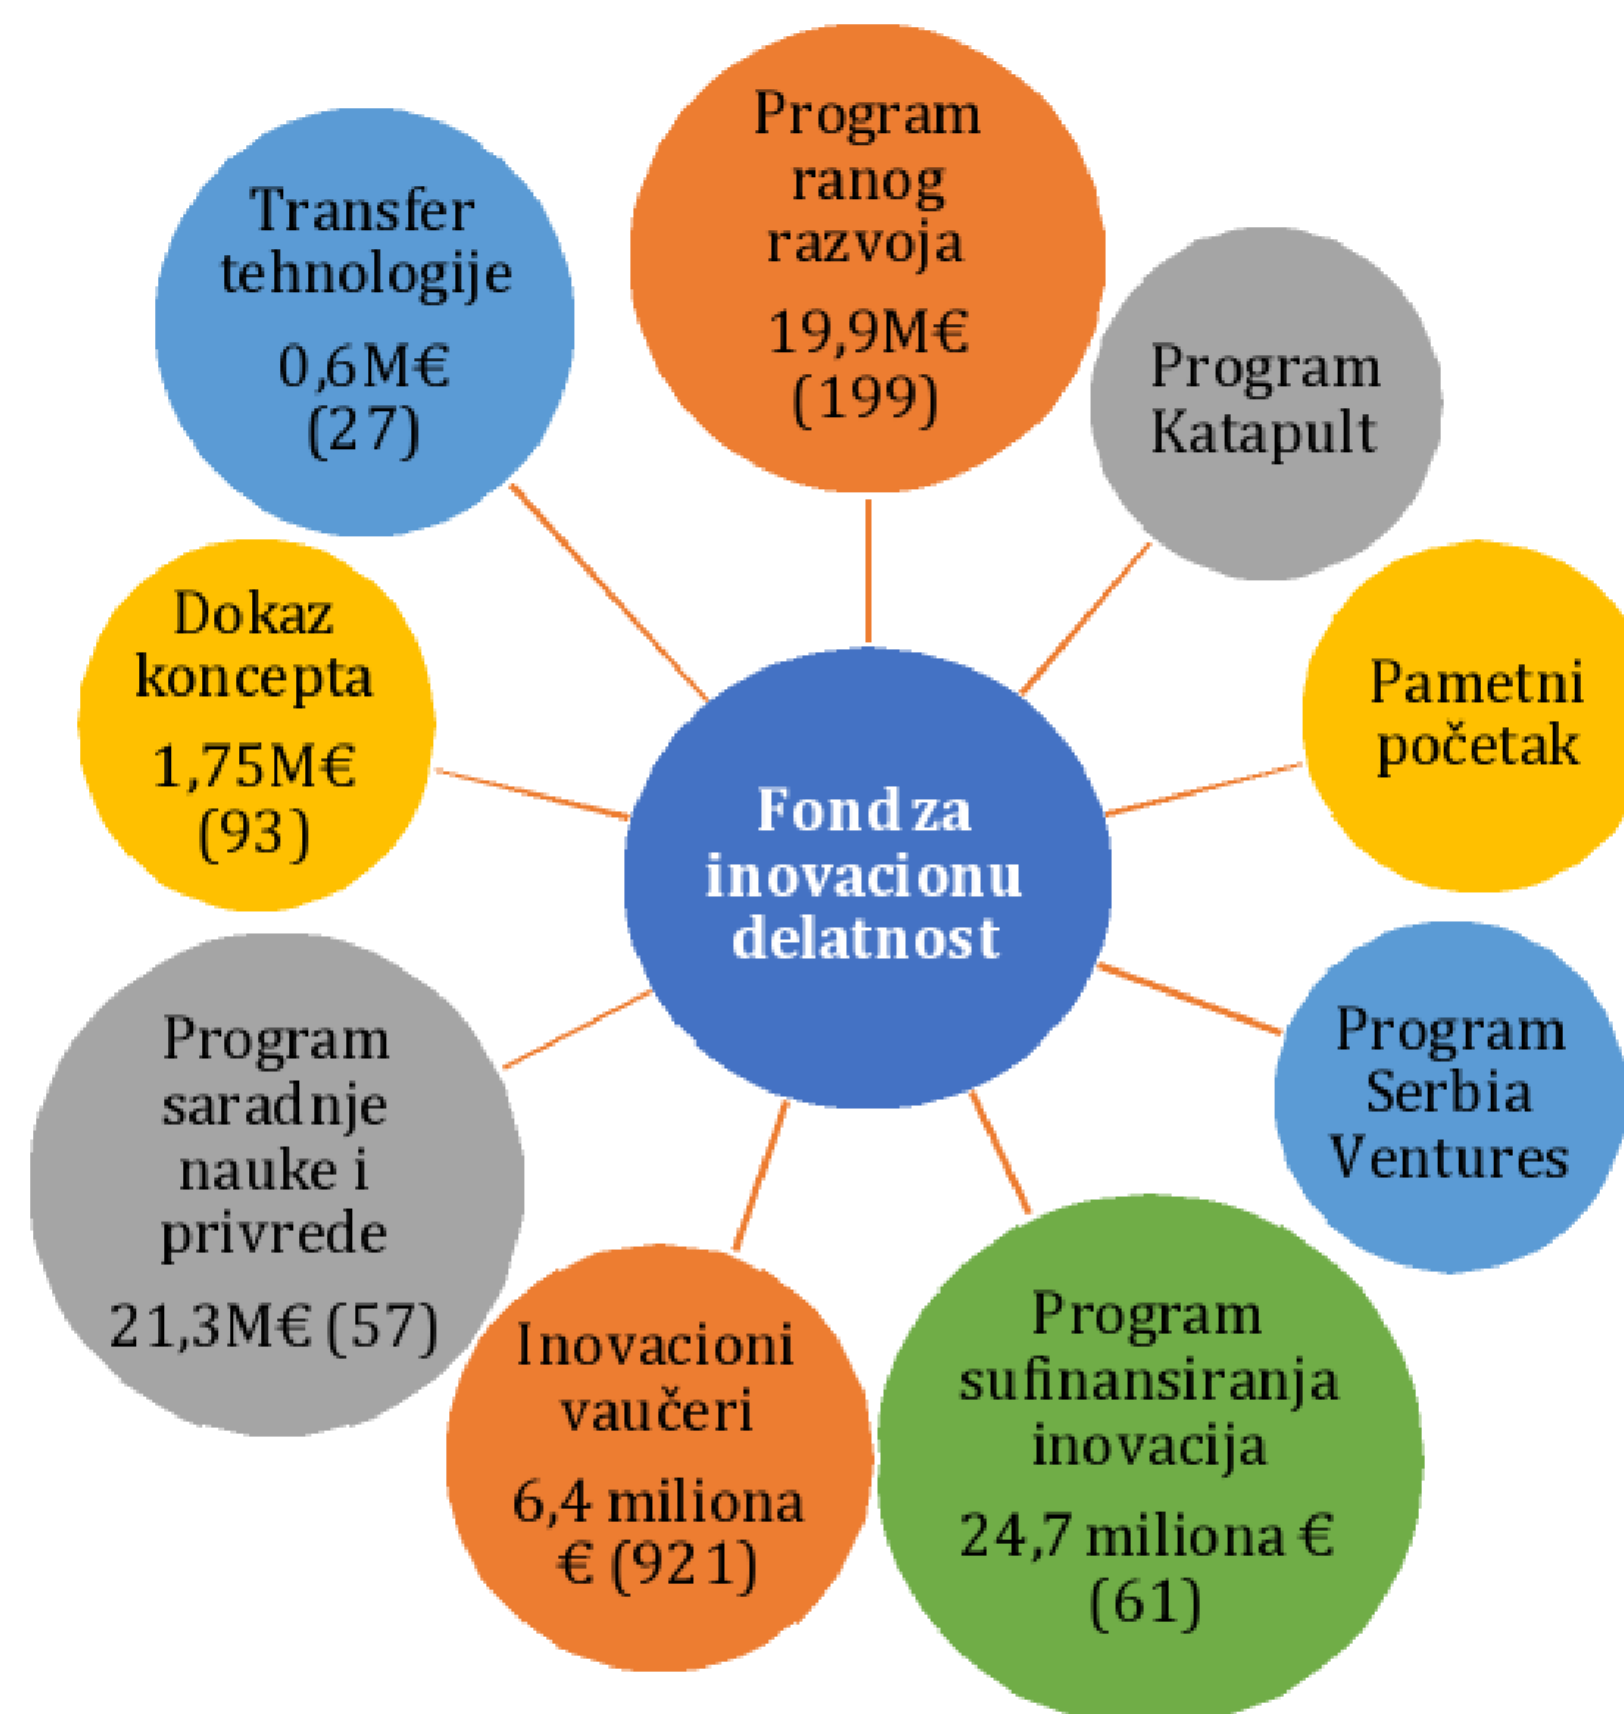 Program
ranog
razvoja
19,9M€
(199)
Program
Katapult
Pametni
početak
Program
Serbia
Ventures
Program
sufinansiranja
inovacija
24,7 miliona €
(61)
Inovacioni
vaučeri
6,4 miliona
€ (921)
Program
saradnje
nauke i
privrede
21,3M€ (57)
Dokaz
koncepta
1,75M€
(93)
Transfer
tehnologije
0,6M€
(27)
Fond za
inovacionu
delatnost